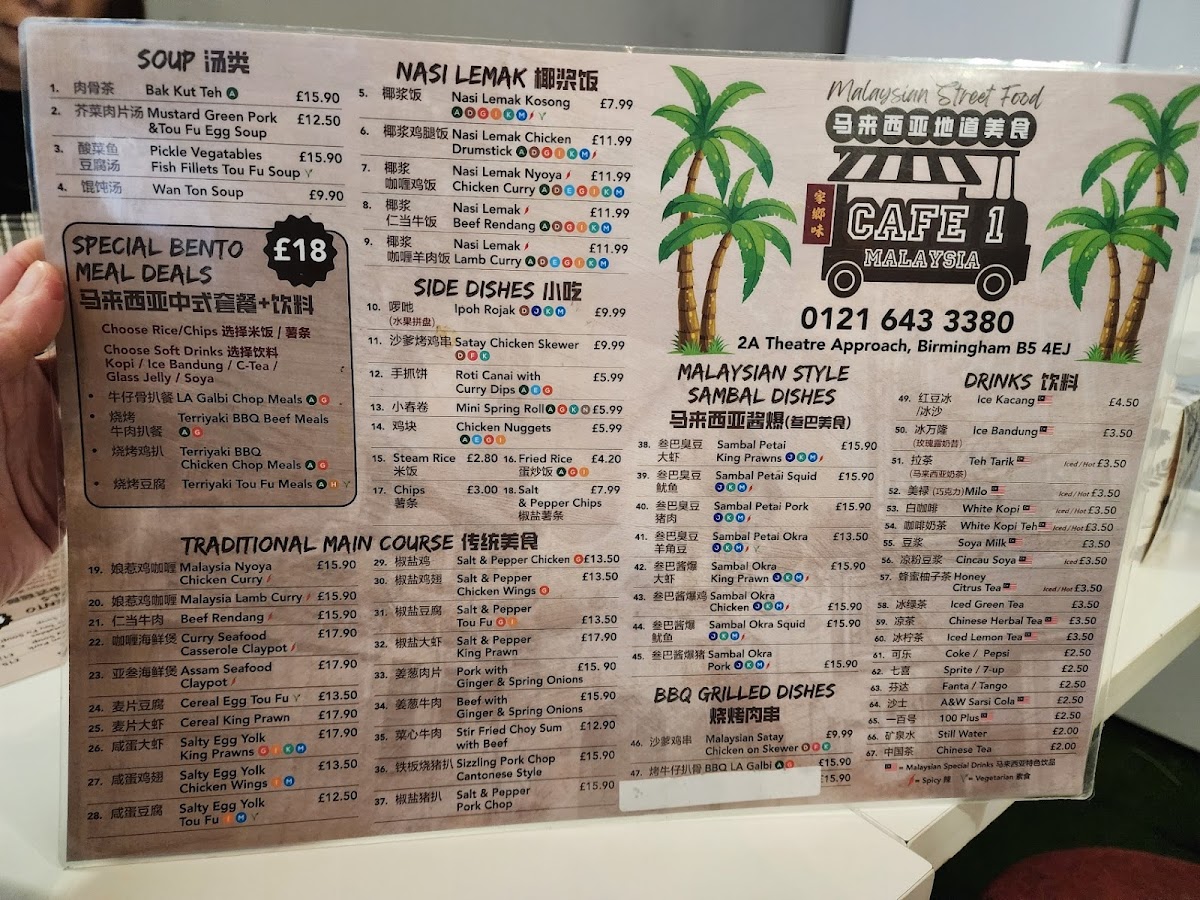 SOUP 汤类
1. 肉骨茶 Bak Kut Teh A £15.90
2. 芥菜肉片汤 Mustard Green Pork £12.50
&Tou Fu Egg Soup
3. 酸菜鱼 Pickle Vegatables £15.90
豆腐汤 Fish Fillets Tou Fu Soup
4. 馄饨汤 Wan Ton Soup £9.90
SPECIAL BENTO
MEAL DEALS
£18
马来西亚中式套餐+饮料
Choose Rice/Chips 选择米饭 / 薯条
Choose Soft Drinks 选择饮料
Kopi / Ice Bandung / C-Tea /
Glass Jelly / Soya
• 牛仔骨扒餐 LA Galbi Chop Meals A G
• 烧烤 Terriyaki BBQ Beef Meals
牛肉扒餐 A G
• 烧烤鸡扒 Terriyaki BBQ
Chicken Chop Meals A G
• 烧烤豆腐 Terriyaki Tou Fu Meals A H
NASI LEMAK 椰浆饭
5. 椰浆饭 Nasi Lemak Kosong £7.99
A D G I K M
6. 椰浆鸡腿饭 Nasi Lemak Chicken £11.99
Drumstick A D G I K M
7. 椰浆 Nasi Lemak Nyoya £11.99
咖喱鸡饭 Chicken Curry A D E G I K M
8. 椰浆 Nasi Lemak £11.99
仁当牛饭 Beef Rendang A D G I K M
9. 椰浆 Nasi Lemak £11.99
咖喱羊肉饭 Lamb Curry A D E G I K M
SIDE DISHES 小吃
10. 啰吔 Ipoh Rojak D J K M £9.99
(水果拼盘)
11. 沙爹烤鸡串 Satay Chicken Skewer £9.99
D F K
12. 手抓饼 Roti Canai with £5.99
Curry Dips A E G
13. 小春卷 Mini Spring Roll A G K N £5.99
14. 鸡块 Chicken Nuggets £5.99
A E G I
15. Steam Rice £2.80 16. Fried Rice £4.20
米饭 蛋炒饭 A G I
17. Chips £3.00 18. Salt £7.99
薯条 & Pepper Chips
椒盐薯条
TRADITIONAL MAIN COURSE 传统美食
19. 娘惹鸡咖喱 Malaysia Nyoya £15.90
Chicken Curry
20. 娘惹鸡咖喱 Malaysia Lamb Curry £15.90
21. 仁当牛肉 Beef Rendang £15.90
22. 咖喱海鲜煲 Curry Seafood £17.90
Casserole Claypot
23. 亚叁海鲜煲 Assam Seafood £17.90
Claypot
24. 麦片豆腐 Cereal Egg Tou Fu £13.50
25. 麦片大虾 Cereal King Prawn £17.90
26. 咸蛋大虾 Salty Egg Yolk £17.90
King Prawns G I K M
27. 咸蛋鸡翅 Salty Egg Yolk £13.50
Chicken Wings I M
28. 咸蛋豆腐 Salty Egg Yolk £12.50
Tou Fu I M
29. 椒盐鸡 Salt & Pepper Chicken G £13.50
30. 椒盐鸡翅 Salt & Pepper £13.50
Chicken Wings G
31. 椒盐豆腐 Salt & Pepper
Tou Fu G I £13.50
32. 椒盐大虾 Salt & Pepper £17.90
King Prawn
33. 姜葱肉片 Pork with £15. 90
Ginger & Spring Onions
34. 姜葱牛肉 Beef with £15.90
Ginger & Spring Onions
35. 菜心牛肉 Stir Fried Choy Sum £12.90
with Beef
36. 铁板烧猪扒 Sizzling Pork Chop £15.90
Cantonese Style
37. 椒盐猪扒 Salt & Pepper £15.90
Pork Chop
Malaysian Street Food
马来西亚地道美食
家鄉味
CAFE 1
MALAYSIA
0121 643 3380
2A Theatre Approach, Birmingham B5 4EJ
MALAYSIAN STYLE
SAMBAL DISHES
马来西亚酱爆(叁巴美食)
38. 叁巴臭豆 Sambal Petai £15.90
大虾 King Prawns J K M
39. 叁巴臭豆 Sambal Petai Squid £15.90
鱿鱼 J K M
40. 叁巴臭豆 Sambal Petai Pork £15.90
猪肉 J K M
41. 叁巴臭豆 Sambal Petai Okra £13.50
羊角豆 J K M
42. 叁巴酱爆 Sambal Okra £15.90
大虾 King Prawn J K M
43. 叁巴酱爆鸡 Sambal Okra
Chicken J K M £15.90
44. 叁巴酱爆 Sambal Okra Squid £15.90
鱿鱼 J K M
45. 叁巴酱爆猪 Sambal Okra
Pork J K M £15.90
BBQ GRILLED DISHES
烧烤肉串
46. 沙爹鸡串 Malaysian Satay £9.99
Chicken on Skewer D F K
47. 烤牛仔扒骨 BBQ LA Galbi A G £15.90
£15.90
DRINKS 饮料
49. 红豆冰 Ice Kacang £4.50
/冰沙
50. 冰万隆 Ice Bandung £3.50
(玫瑰露奶昔)
51. 拉茶 Teh Tarik Iced / Hot £3.50
(马来西亚奶茶)
52. 美禄 (巧克力) Milo Iced / Hot £3.50
53. 白咖啡 White Kopi Iced / Hot £3.50
54. 咖啡奶茶 White Kopi Teh Iced / Hot £3.50
55. 豆浆 Soya Milk £3.50
56. 凉粉豆浆 Cincau Soya Iced £3.50
57. 蜂蜜柚子茶 Honey
Citrus Tea Iced / Hot £3.50
58. 冰绿茶 Iced Green Tea £3.50
59. 凉茶 Chinese Herbal Tea £3.50
60. 冰柠茶 Iced Lemon Tea £3.50
61. 可乐 Coke / Pepsi £2.50
62. 七喜 Sprite / 7-up £2.50
63. 芬达 Fanta / Tango £2.50
64. 沙士 A&W Sarsi Cola £2.50
65. 一百号 100 Plus £2.50
66. 矿泉水 Still Water £2.00
67. 中国茶 Chinese Tea £2.00
= Malaysian Special Drinks 马来西亚特色饮品
= Spicy 辣 = Vegetarian 素食